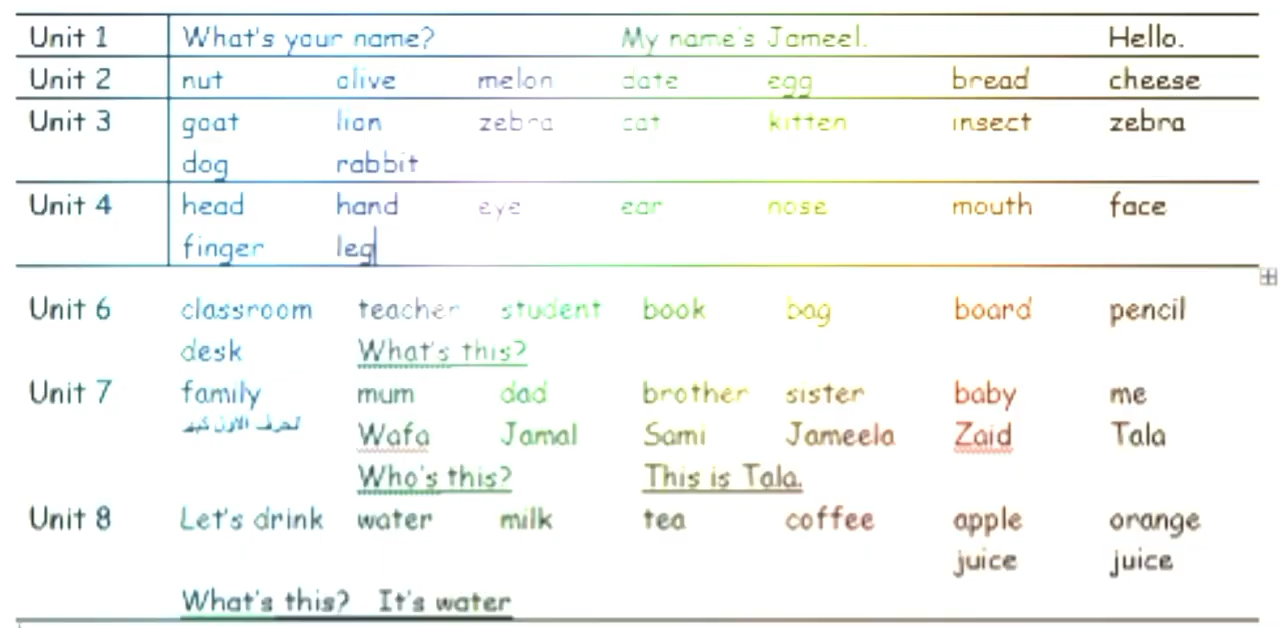 Unit 1 What's your name? My name's Jameel. Hello.
Unit 2 nut olive melon date egg bread cheese
Unit 3 goat lion zebra cat kitten insect zebra
dog rabbit
Unit 4 head hand eye ear nose mouth face
finger leg
Unit 6 classroom teacher student book bag board pencil
desk What's this?
Unit 7 family mum dad brother sister baby me
الحرف الاول كبير
Wafa Jamal Sami Jameela Zaid Tala
Who's this? This is Tala.
Unit 8 Let's drink water milk tea coffee apple orange
juice juice
What's this? It's water